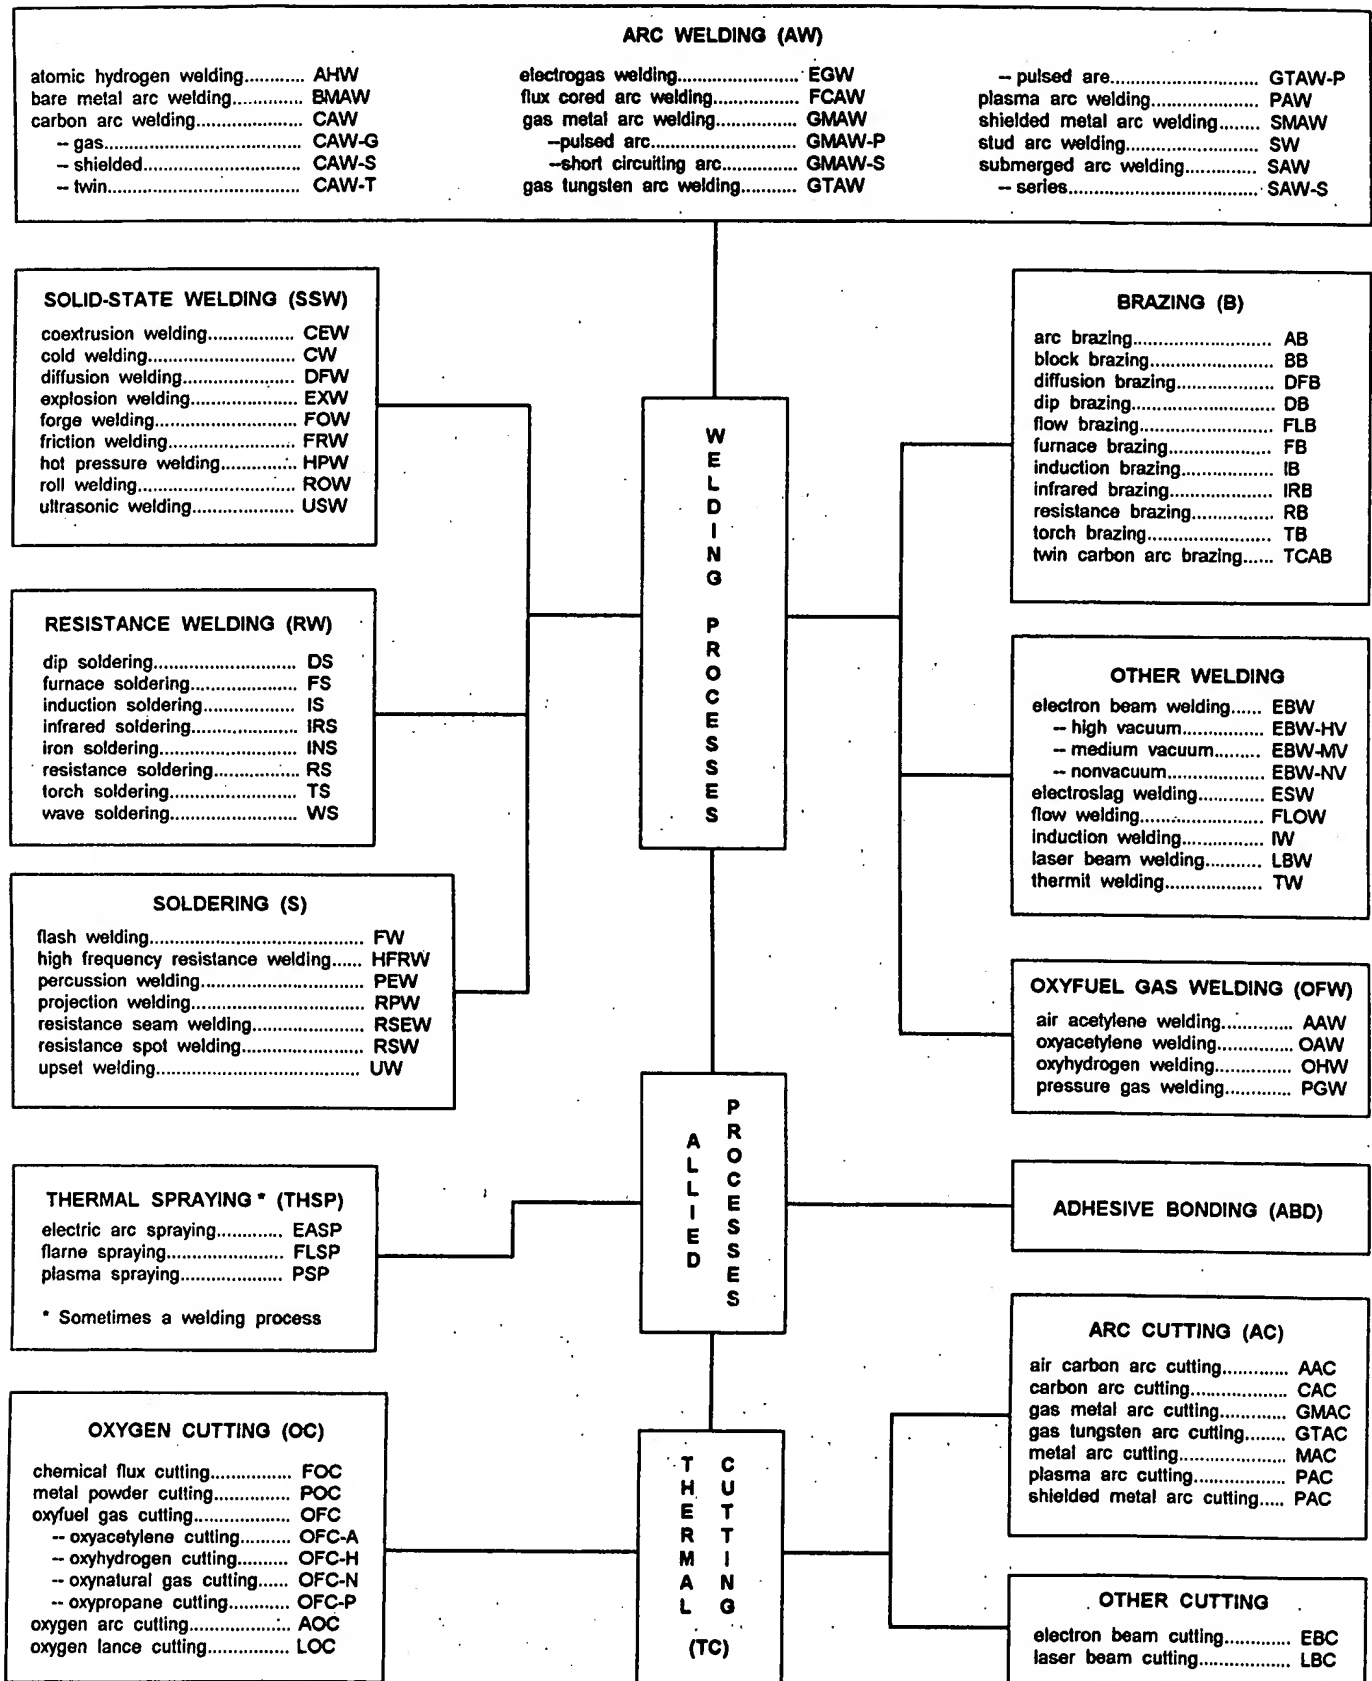 ARC WELDING (AW)
atomic hydrogen welding............ AHW
bare metal arc welding.............. BMAW
carbon arc welding..................... CAW
-- gas....................................... CAW-G
-- shielded............................... CAW-S
-- twin...................................... CAW-T
electrogas welding........................ EGW
flux cored arc welding.................. FCAW
gas metal arc welding.................. GMAW
--pulsed arc............................. GMAW-P
--short circuiting arc............... GMAW-S
gas tungsten arc welding............. GTAW
-- pulsed are............................ GTAW-P
plasma arc welding...................... PAW
shielded metal arc welding........ SMAW
stud arc welding........................... SW
submerged arc welding................ SAW
-- series................................... SAW-S
SOLID-STATE WELDING (SSW)
coextrusion welding.................. CEW
cold welding.............................. CW
diffusion welding....................... DFW
explosion welding..................... EXW
forge welding............................ FOW
friction welding.......................... FRW
hot pressure welding................ HPW
roll welding................................ ROW
ultrasonic welding..................... USW
BRAZING (B)
arc brazing........................... AB
block brazing........................ BB
diffusion brazing................... DFB
dip brazing........................... DB
flow brazing.......................... FLB
furnace brazing.................... FB
induction brazing.................. IB
infrared brazing.................... IRB
resistance brazing................ RB
torch brazing........................ TB
twin carbon arc brazing...... TCAB
WELDING PROCESSES
RESISTANCE WELDING (RW)
dip soldering............................ DS
furnace soldering..................... FS
induction soldering................... IS
infrared soldering..................... IRS
iron soldering........................... INS
resistance soldering................. RS
torch soldering......................... TS
wave soldering......................... WS
OTHER WELDING
electron beam welding...... EBW
-- high vacuum................ EBW-HV
-- medium vacuum.......... EBW-MV
-- nonvacuum.................. EBW-NV
electroslag welding............ ESW
flow welding........................ FLOW
induction welding................ IW
laser beam welding........... LBW
thermit welding................... TW
SOLDERING (S)
flash welding.......................................... FW
high frequency resistance welding...... HFRW
percussion welding................................ PEW
projection welding.................................. RPW
resistance seam welding...................... RSEW
resistance spot welding........................ RSW
upset welding......................................... UW
OXYFUEL GAS WELDING (OFW)
air acetylene welding.............. AAW
oxyacetylene welding............... OAW
oxyhydrogen welding............... OHW
pressure gas welding............. PGW
ALLIED PROCESSES
THERMAL SPRAYING * (THSP)
electric arc spraying............. EASP
flarne spraying....................... FLSP
plasma spraying.................... PSP
* Sometimes a welding process
ADHESIVE BONDING (ABD)
ARC CUTTING (AC)
air carbon arc cutting............. AAC
carbon arc cutting................... CAC
gas metal arc cutting.............. GMAC
gas tungsten arc cutting........ GTAC
metal arc cutting..................... MAC
plasma arc cutting.................. PAC
shielded metal arc cutting..... PAC
OXYGEN CUTTING (OC)
chemical flux cutting................ FOC
metal powder cutting............... POC
oxyfuel gas cutting.................. OFC
-- oxyacetylene cutting.......... OFC-A
-- oxyhydrogen cutting.......... OFC-H
-- oxynatural gas cutting...... OFC-N
-- oxypropane cutting............ OFC-P
oxygen arc cutting................... AOC
oxygen lance cutting................ LOC
THERMAL CUTTING
(TC)
OTHER CUTTING
electron beam cutting............. EBC
laser beam cutting.................. LBC